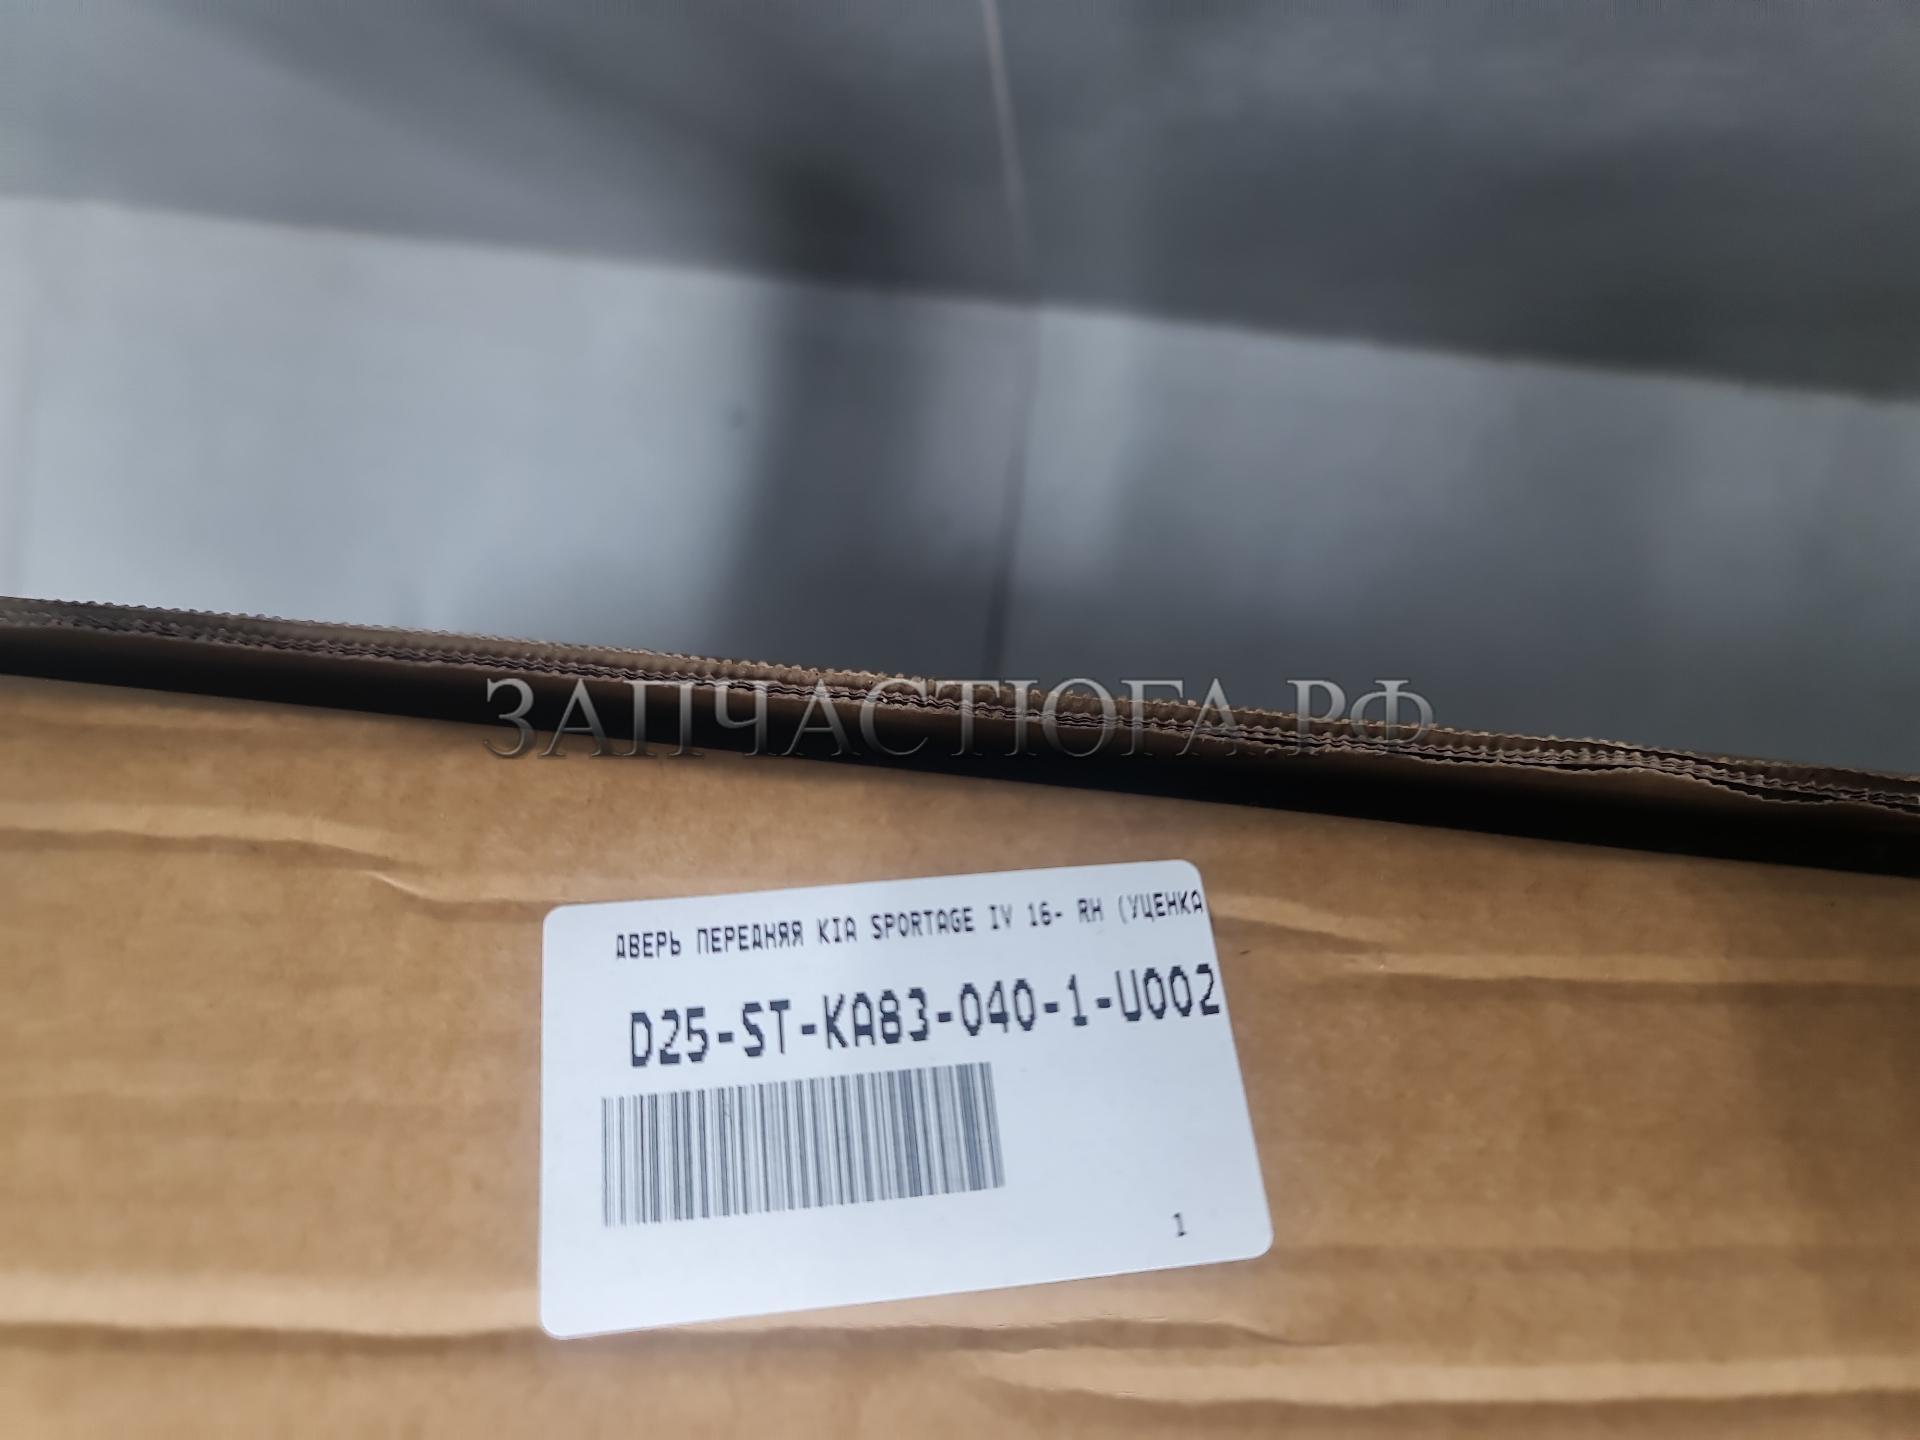 ЗАПЧАСТЮГА.РФ
ДВЕРЬ ПЕРЕДНЯЯ KIA SPORTAGE IV 16- RH (УЦЕНКА
D25-ST-KA83-040-1-U002
1